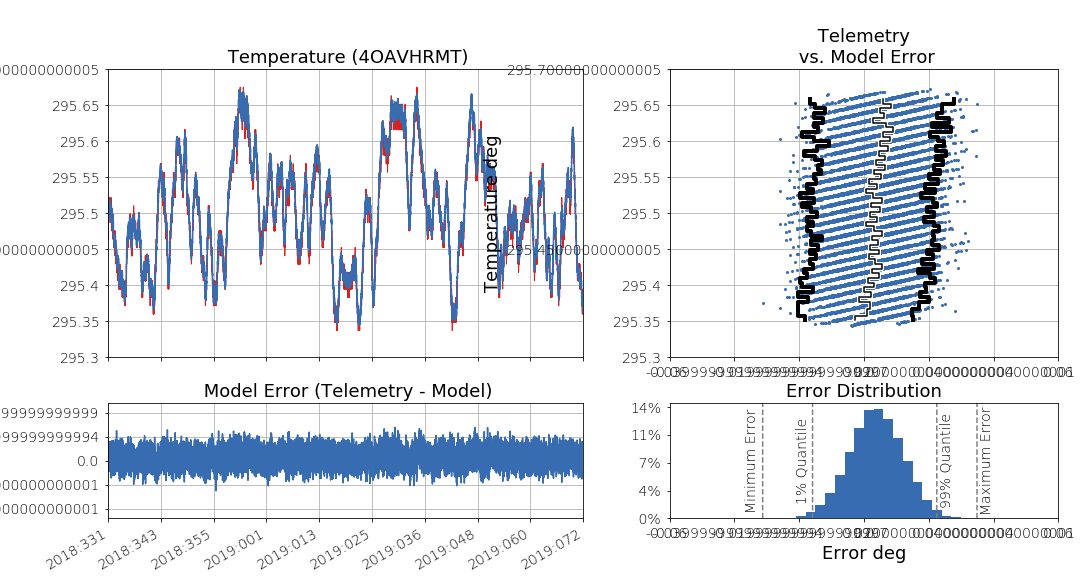 Telemetry
Temperature (4OAVHRMT)
vs. Model Error
295.70000000000005
295.65
295.65
295.6
295.6
295.55
295.55
295.5
295.5
295.45000000000005
295.4
295.4
295.35
295.35
295.3
295.3
Temperature deg
Model Error (Telemetry - Model)
Error Distribution
0.0
14%
11%
7%
4%
0%
Minimum Error
1% Quantile
99% Quantile
Maximum Error
2018:331
2018:343
2018:355
2019:001
2019:013
2019:025
2019:036
2019:048
2019:060
2019:072
Error deg